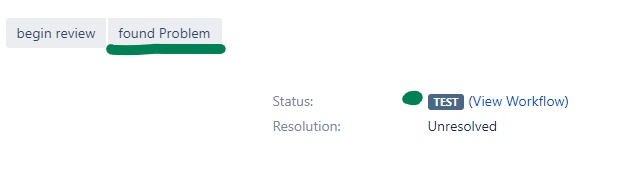 begin review found Problem
Status: TEST (View Workflow)
Resolution: Unresolved